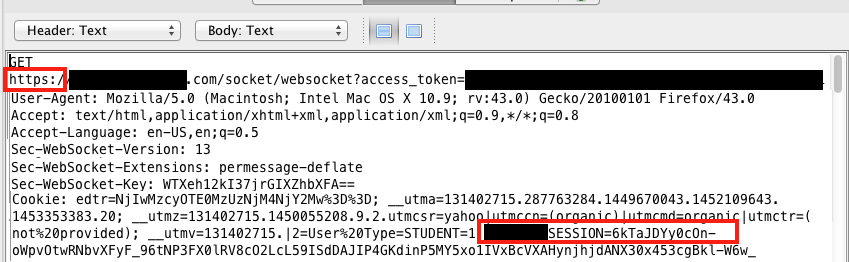 Header: Text Body: Text
GET
https:/ .com/socket/websocket?access_token=
User-Agent: Mozilla/5.0 (Macintosh; Intel Mac OS X 10.9; rv:43.0) Gecko/20100101 Firefox/43.0
Accept: text/html,application/xhtml+xml,application/xml;q=0.9,*/*;q=0.8
Accept-Language: en-US,en;q=0.5
Sec-WebSocket-Version: 13
Sec-WebSocket-Extensions: permessage-deflate
Sec-WebSocket-Key: WTXeh12kI37jrGIXZhbXFA==
Cookie: edtr=NjIwMzcyOTE0MzUzNjM4NjY2Mw%3D%3D; __utma=131402715.287763284.1449670043.1452109643.
1453353383.20; __utmz=131402715.1450055208.9.2.utmcsr=yahoo|utmccn=(organic)|utmcmd=organic|utmctr=(
not%20provided); __utmv=131402715.|2=User%20Type=STUDENT=1 SESSION=6kTaJDYy0cOn-
oWpvOtwRNbvXFyF_96tNP3FX0lRV8cO2LcL59ISdDAJIP4GKdinP5MY5xo1IVxBcVXAHynjhjdANX30x453cgBkl-W6w_